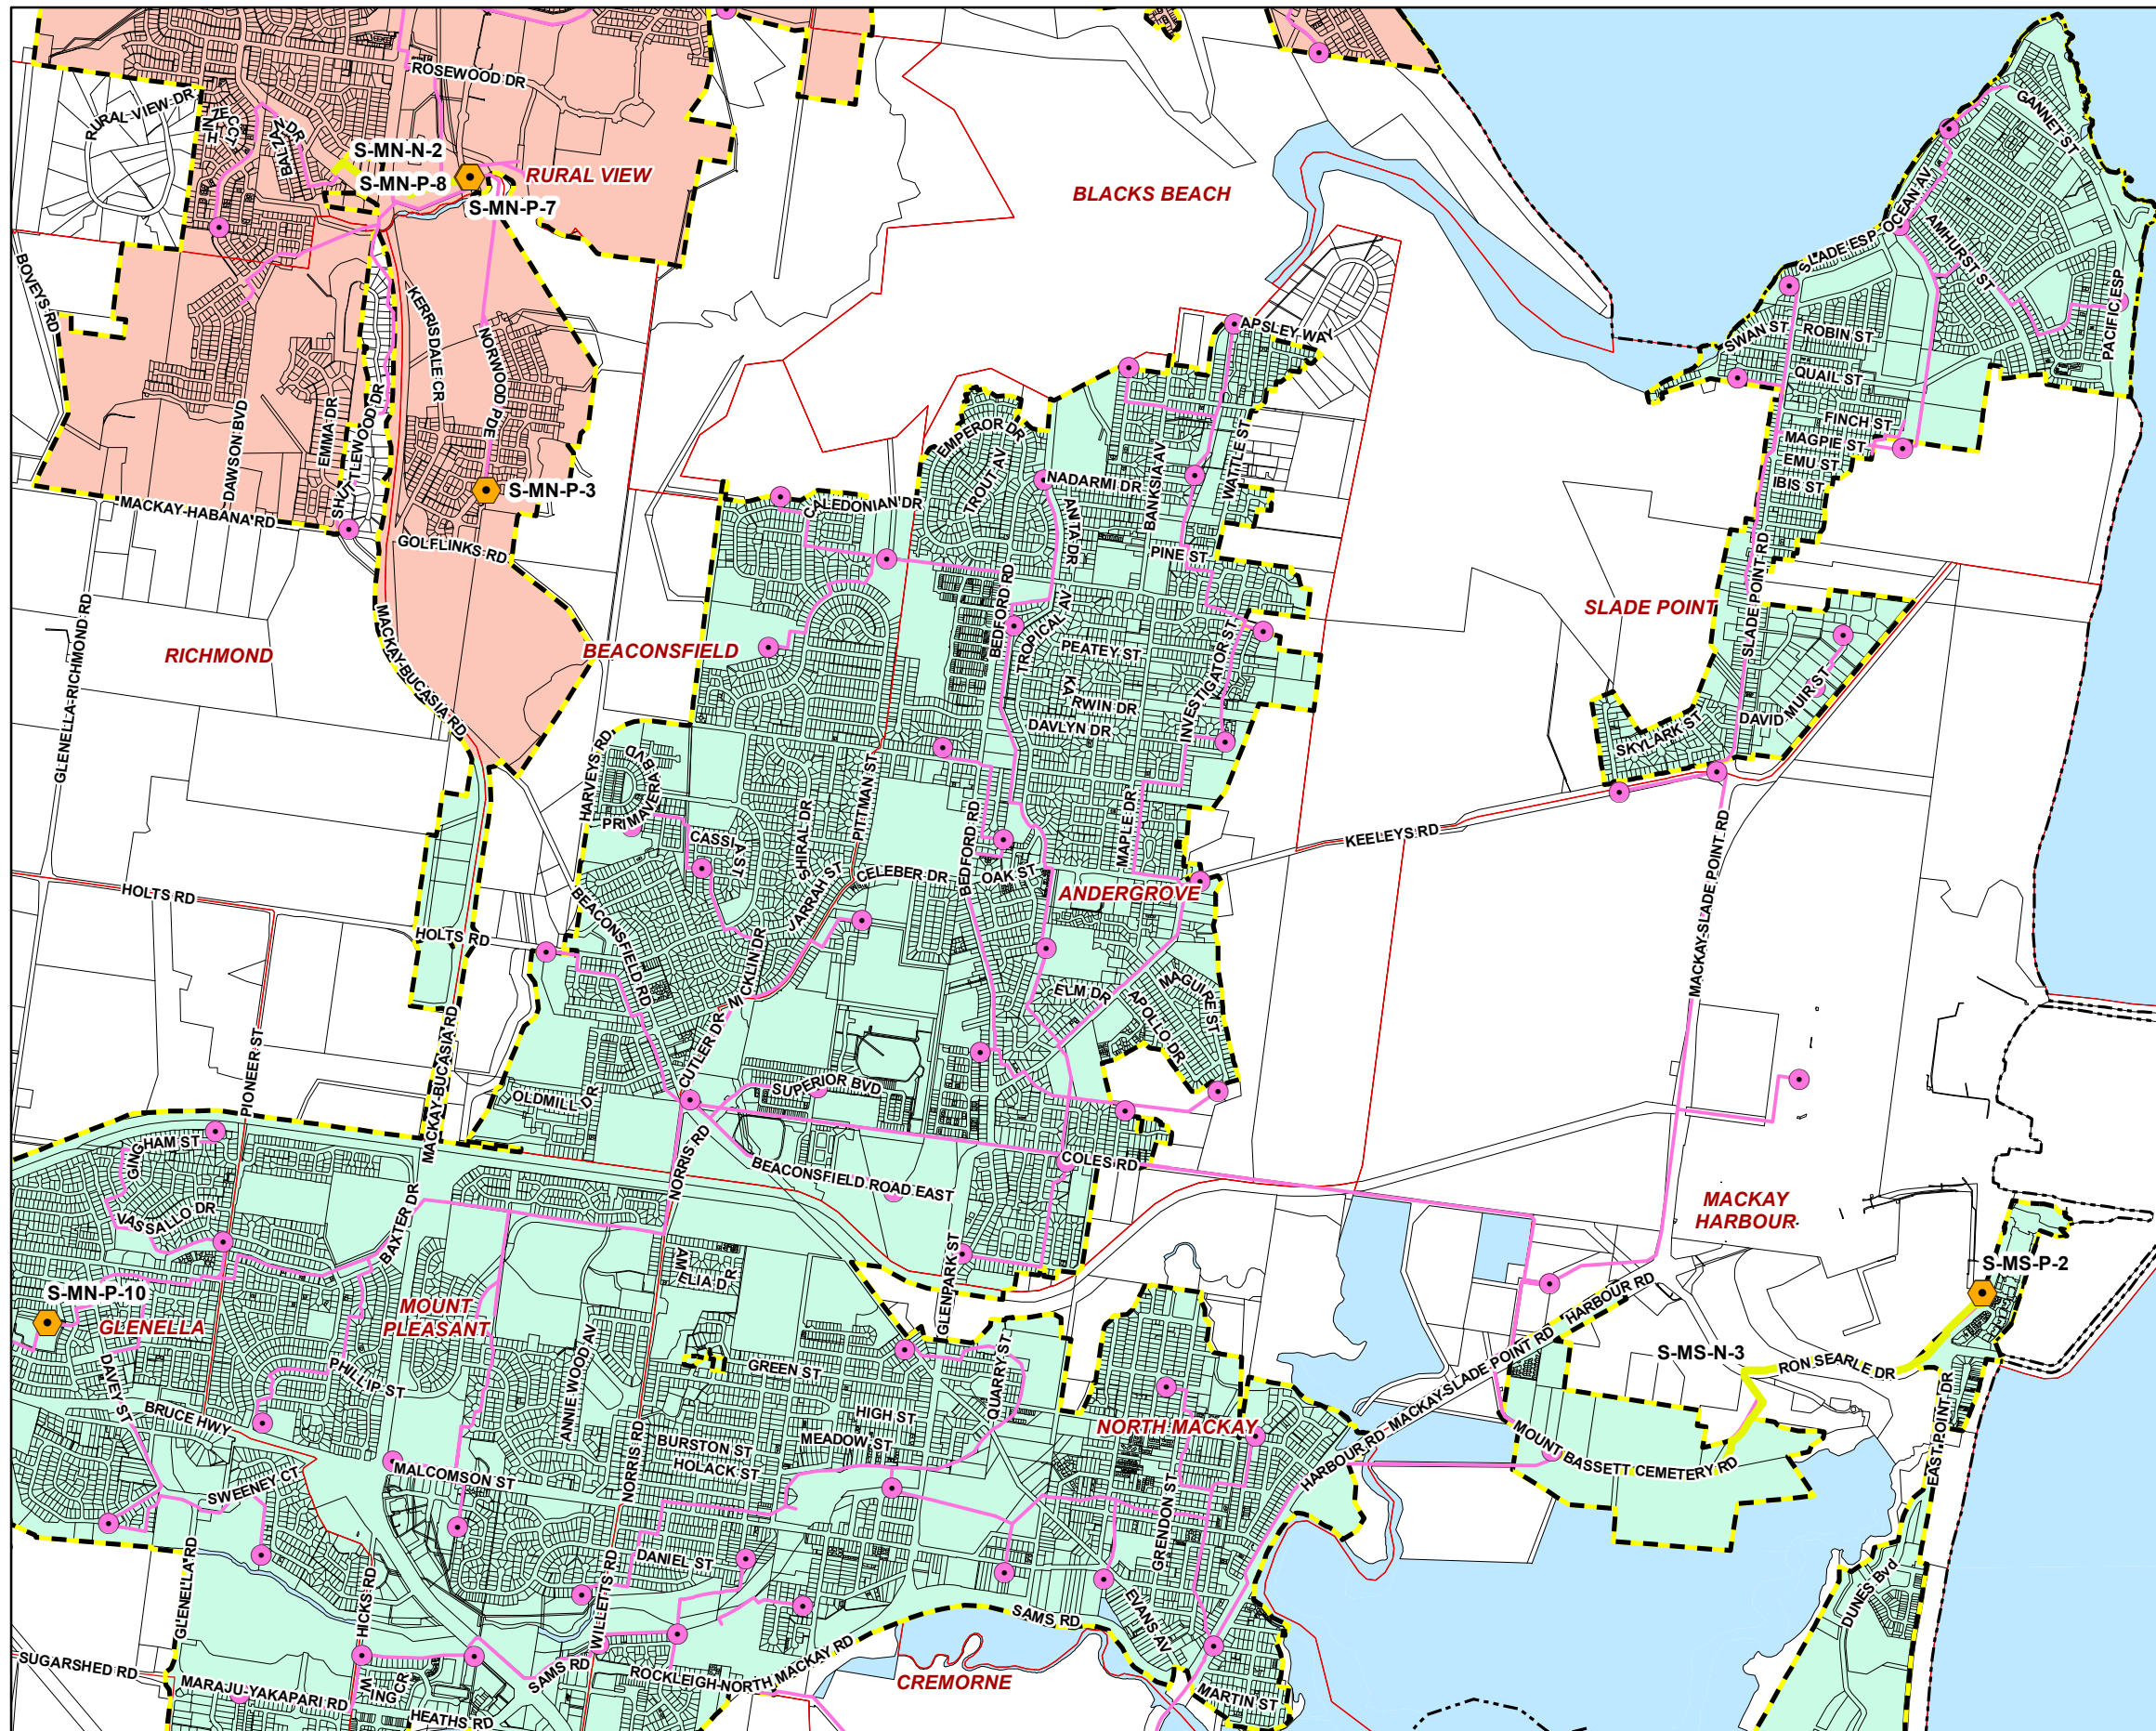 ROSEWOOD DR
RURAL VIEW DR
BALZAN DR
S-MN-N-2
S-MN-P-8
RURAL VIEW
S-MN-P-7
BLACKS BEACH
GANNET ST
OCEAN AV
SLADE ESP
AMHURST ST
PACIFIC ESP
BOVEYS RD
KERRISDALE CR
NORWOOD PDE
APSLEY WAY
SWAN ST
ROBIN ST
QUAIL ST
FINCH ST
MAGPIE ST
EMU ST
IBIS ST
DAWSON BVD
EMMA DR
SHUTTLEWOOD DR
EMPEROR DR
TROUT AV
NADARMI DR
ANITA DR
BANKSIA AV
WATTLE ST
S-MN-P-3
MACKAY-HABANA RD
CALEDONIAN DR
GOLFLINKS RD
PINE ST
BEDFORD RD
TROPICAL AV
SLADE POINT RD
SLADE POINT
GLENELLA-RICHMOND RD
RICHMOND
MACKAY-BUCASIA RD
BEACONSFIELD
PEATEY ST
KARWIN DR
DAVLYN DR
INVESTIGATOR ST
DAVID MUIR ST
SKYLARK ST
HARVEYS RD
PRIMAVERA BVD
CASSIA ST
SHIRAL DR
PITTMAN ST
JARRAH ST
CELEBER DR
BEDFORD RD
OAK ST
MAPLE DR
KEELEYS RD
ANDERGROVE
MACKAY-SLADE POINT RD
HOLTS RD
HOLTS RD
BEACONSFIELD RD
NICKLIN DR
CUTLER DR
ELM DR
APOLLO DR
MAGUIRE ST
PIONEER ST
MACKAY-BUCASIA RD
OLDMILL DR
SUPERIOR BVD
NORRIS RD
BEACONSFIELD ROAD EAST
COLES RD
GINGHAM ST
VASSALLO DR
BAXTER DR
AMELIA DR
GLENPARK ST
MACKAY
HARBOUR
S-MS-P-2
S-MN-P-10
GLENELLA
MOUNT
PLEASANT
HARBOUR RD
S-MS-N-3
RON SEARLE DR
EAST POINT DR
DAVEY ST
PHILLIP ST
BRUCE HWY
ANNIE WOOD AV
GREEN ST
QUARRY ST
HIGH ST
MEADOW ST
BURSTON ST
HOLACK ST
NORRIS RD
NORTH MACKAY
HARBOUR RD-MACKAY-SLADE POINT RD
MOUNT BASSETT CEMETERY RD
SWEENEY CT
MALCOMSON ST
GRENDON ST
DANIEL ST
GLENELLA RD
HICKS RD
WILLETTS RD
SAMS RD
EVANS AV
DUNES Bvd
SUGARSHED RD
MARAJU-YAKAPARI RD
SAMS RD
ROCKLEIGH-NORTH MACKAY RD
CREMORNE
MARTIN ST
HEATHS RD